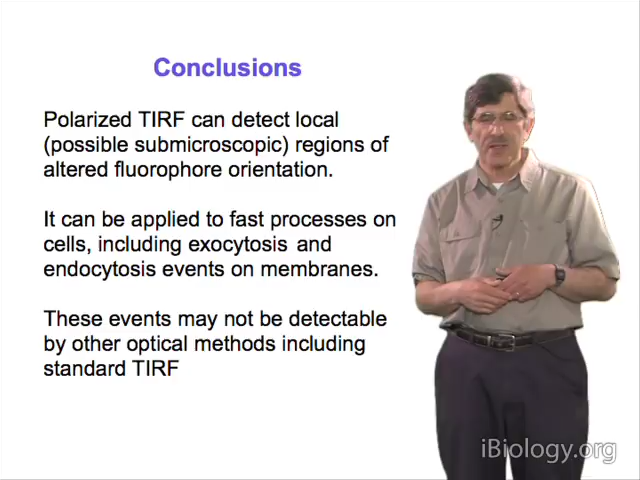 Conclusions
Polarized TIRF can detect local
(possible submicroscopic) regions of
altered fluorophore orientation.
It can be applied to fast processes on
cells, including exocytosis and
endocytosis events on membranes.
These events may not be detectable
by other optical methods including
standard TIRF
iBiology.org